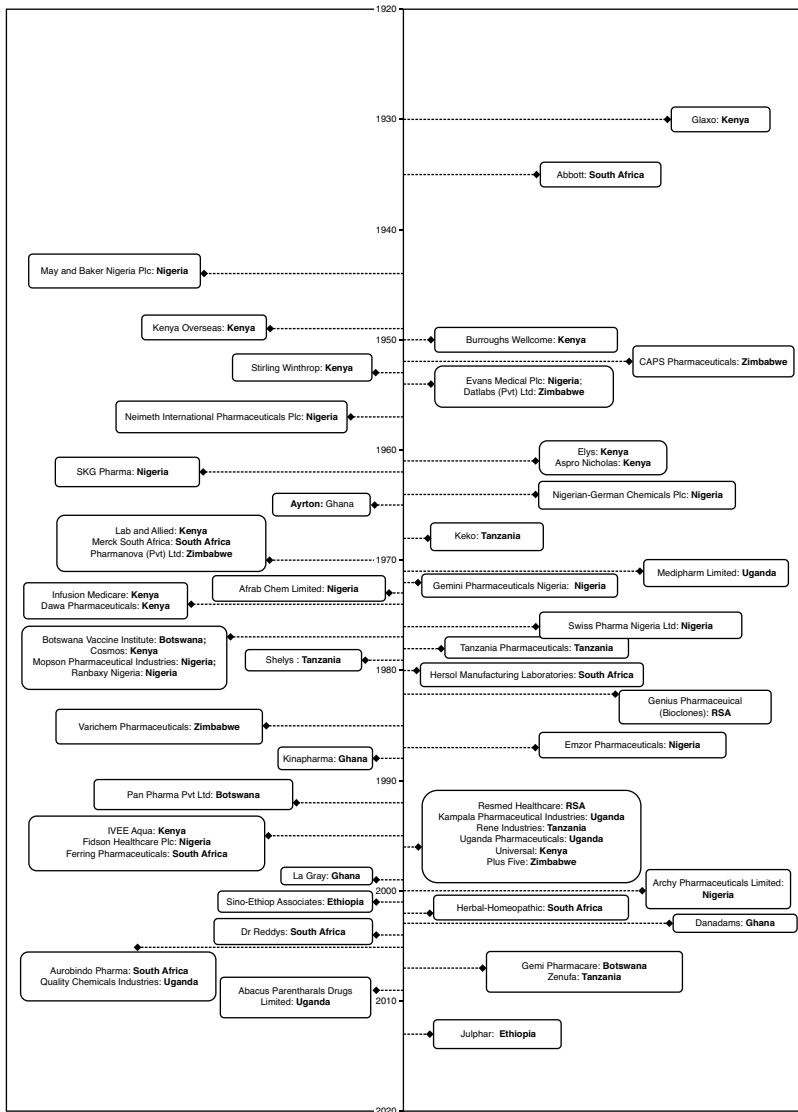 1920
1930
Glaxo: Kenya
Abbott: South Africa
1940
May and Baker Nigeria Plc: Nigeria
Kenya Overseas: Kenya
1950
Burroughs Wellcome: Kenya
CAPS Pharmaceuticals: Zimbabwe
Stirling Winthrop: Kenya
Evans Medical Plc: Nigeria;
Datlabs (Pvt) Ltd: Zimbabwe
Neimeth International Pharmaceuticals Plc: Nigeria
1960
Elys: Kenya
Aspro Nicholas: Kenya
SKG Pharma: Nigeria
Nigerian-German Chemicals Plc: Nigeria
Ayrton: Ghana
Keko: Tanzania
Lab and Allied: Kenya
Merck South Africa: South Africa
Pharmanova (Pvt) Ltd: Zimbabwe
1970
Medipharm Limited: Uganda
Gemini Pharmaceuticals Nigeria: Nigeria
Afrab Chem Limited: Nigeria
Infusion Medicare: Kenya
Dawa Pharmaceuticals: Kenya
Swiss Pharma Nigeria Ltd: Nigeria
Botswana Vaccine Institute: Botswana;
Cosmos: Kenya
Mopson Pharmaceutical Industries: Nigeria;
Ranbaxy Nigeria: Nigeria
Tanzania Pharmaceuticals: Tanzania
Shelys : Tanzania
1980
Hersol Manufacturing Laboratories: South Africa
Genius Pharmaceuical
(Bioclones): RSA
Varichem Pharmaceuticals: Zimbabwe
Emzor Pharmaceuticals: Nigeria
Kinapharma: Ghana
1990
Pan Pharma Pvt Ltd: Botswana
IVEE Aqua: Kenya
Fidson Healthcare Plc: Nigeria
Ferring Pharmaceuticals: South Africa
Resmed Healthcare: RSA
Kampala Pharmaceutical Industries: Uganda
Rene Industries: Tanzania
Uganda Pharmaceuticals: Uganda
Universal: Kenya
Plus Five: Zimbabwe
La Gray: Ghana
2000
Archy Pharmaceuticals Limited:
Nigeria
Sino-Ethiop Associates: Ethiopia
Herbal-Homeopathic: South Africa
Danadams: Ghana
Dr Reddys: South Africa
Aurobindo Pharma: South Africa
Quality Chemicals Industries: Uganda
Gemi Pharmacare: Botswana
Zenufa: Tanzania
Abacus Parentharals Drugs
Limited: Uganda
2010
Julphar: Ethiopia
2020